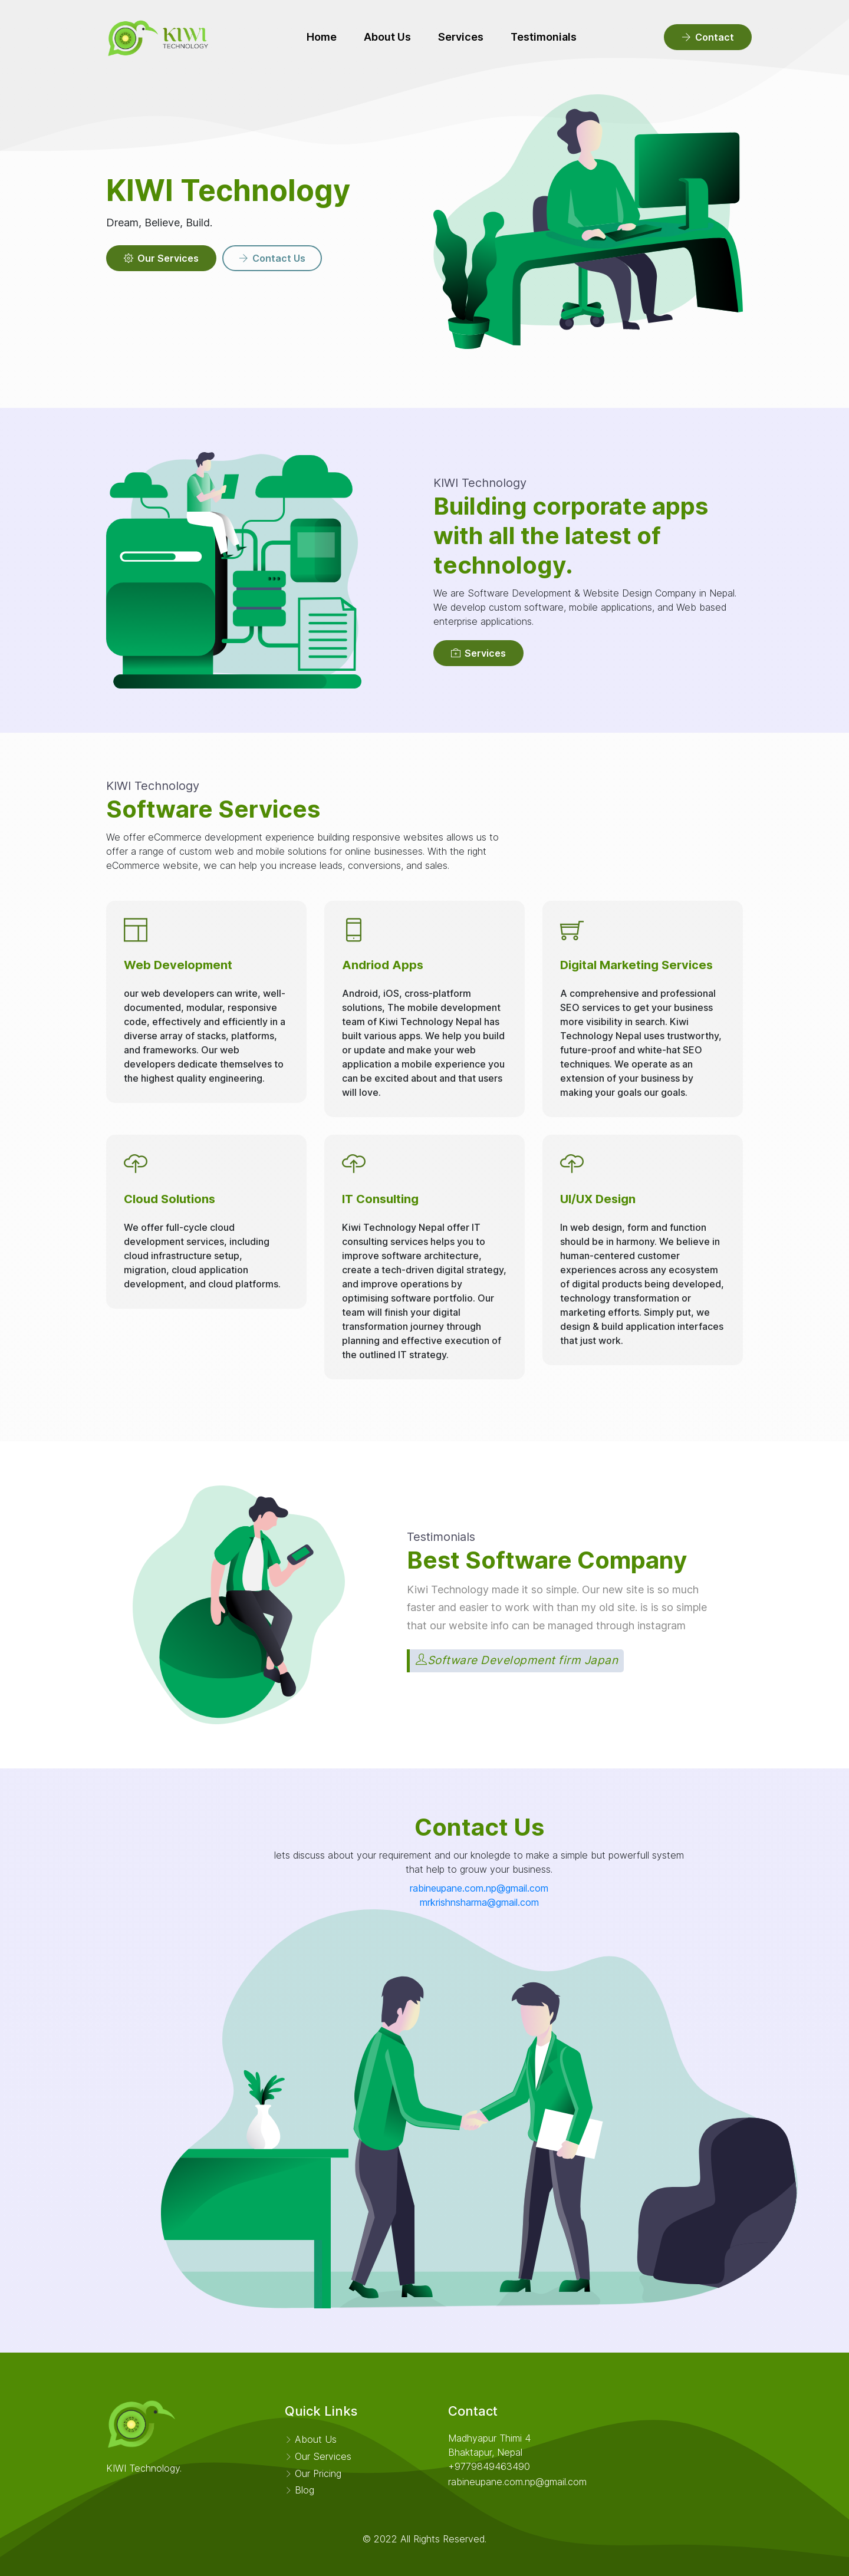 KIWI
TECHNOLOGY
Home
About Us
Services
Testimonials
Contact
KIWI Technology
Dream, Believe, Build.
Our Services
Contact Us
KIWI Technology
Building corporate apps
with all the latest of
technology.
We are Software Development & Website Design Company in Nepal.
We develop custom software, mobile applications, and Web based
enterprise applications.
Services
KIWI Technology
Software Services
We offer eCommerce development experience building responsive websites allows us to
offer a range of custom web and mobile solutions for online businesses. With the right
eCommerce website, we can help you increase leads, conversions, and sales.
Web Development
our web developers can write, well-
documented, modular, responsive
code, effectively and efficiently in a
diverse array of stacks, platforms,
and frameworks. Our web
developers dedicate themselves to
the highest quality engineering.
Andriod Apps
Android, iOS, cross-platform
solutions, The mobile development
team of Kiwi Technology Nepal has
built various apps. We help you build
or update and make your web
application a mobile experience you
can be excited about and that users
will love.
Digital Marketing Services
A comprehensive and professional
SEO services to get your business
more visibility in search. Kiwi
Technology Nepal uses trustworthy,
future-proof and white-hat SEO
techniques. We operate as an
extension of your business by
making your goals our goals.
Cloud Solutions
We offer full-cycle cloud
development services, including
cloud infrastructure setup,
migration, cloud application
development, and cloud platforms.
IT Consulting
Kiwi Technology Nepal offer IT
consulting services helps you to
improve software architecture,
create a tech-driven digital strategy,
and improve operations by
optimising software portfolio. Our
team will finish your digital
transformation journey through
planning and effective execution of
the outlined IT strategy.
UI/UX Design
In web design, form and function
should be in harmony. We believe in
human-centered customer
experiences across any ecosystem
of digital products being developed,
technology transformation or
marketing efforts. Simply put, we
design & build application interfaces
that just work.
Testimonials
Best Software Company
Kiwi Technology made it so simple. Our new site is so much
faster and easier to work with than my old site. is is so simple
that our website info can be managed through instagram
Software Development firm Japan
Contact Us
lets discuss about your requirement and our knolegde to make a simple but powerfull system
that help to grouw your business.
rabineupane.com.np@gmail.com
mrkrishnsharma@gmail.com
KIWI Technology.
Quick Links
About Us
Our Services
Our Pricing
Blog
Contact
Madhyapur Thimi 4
Bhaktapur, Nepal
+9779849463490
rabineupane.com.np@gmail.com
© 2022 All Rights Reserved.